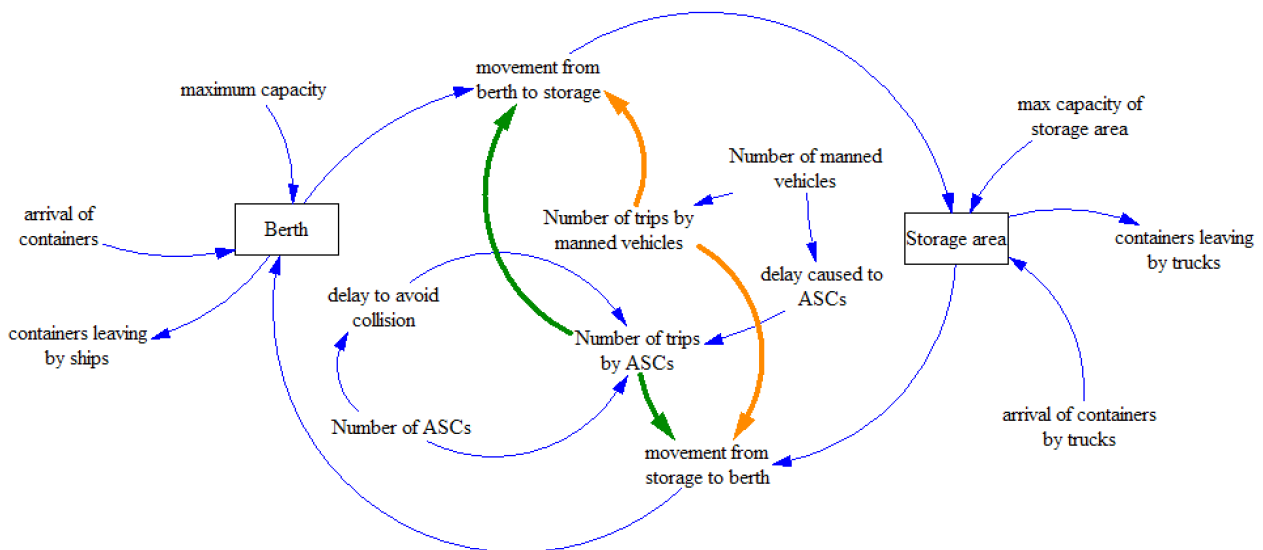 movement from
berth to storage
maximum capacity
max capacity of
storage area
Number of manned
vehicles
arrival of
containers
Berth
Number of trips by
manned vehicles
Storage area
containers leaving
by trucks
delay to avoid
collision
delay caused to
ASCs
containers leaving
by ships
Number of trips
by ASCs
Number of ASCs
arrival of containers
by trucks
movement from
storage to berth